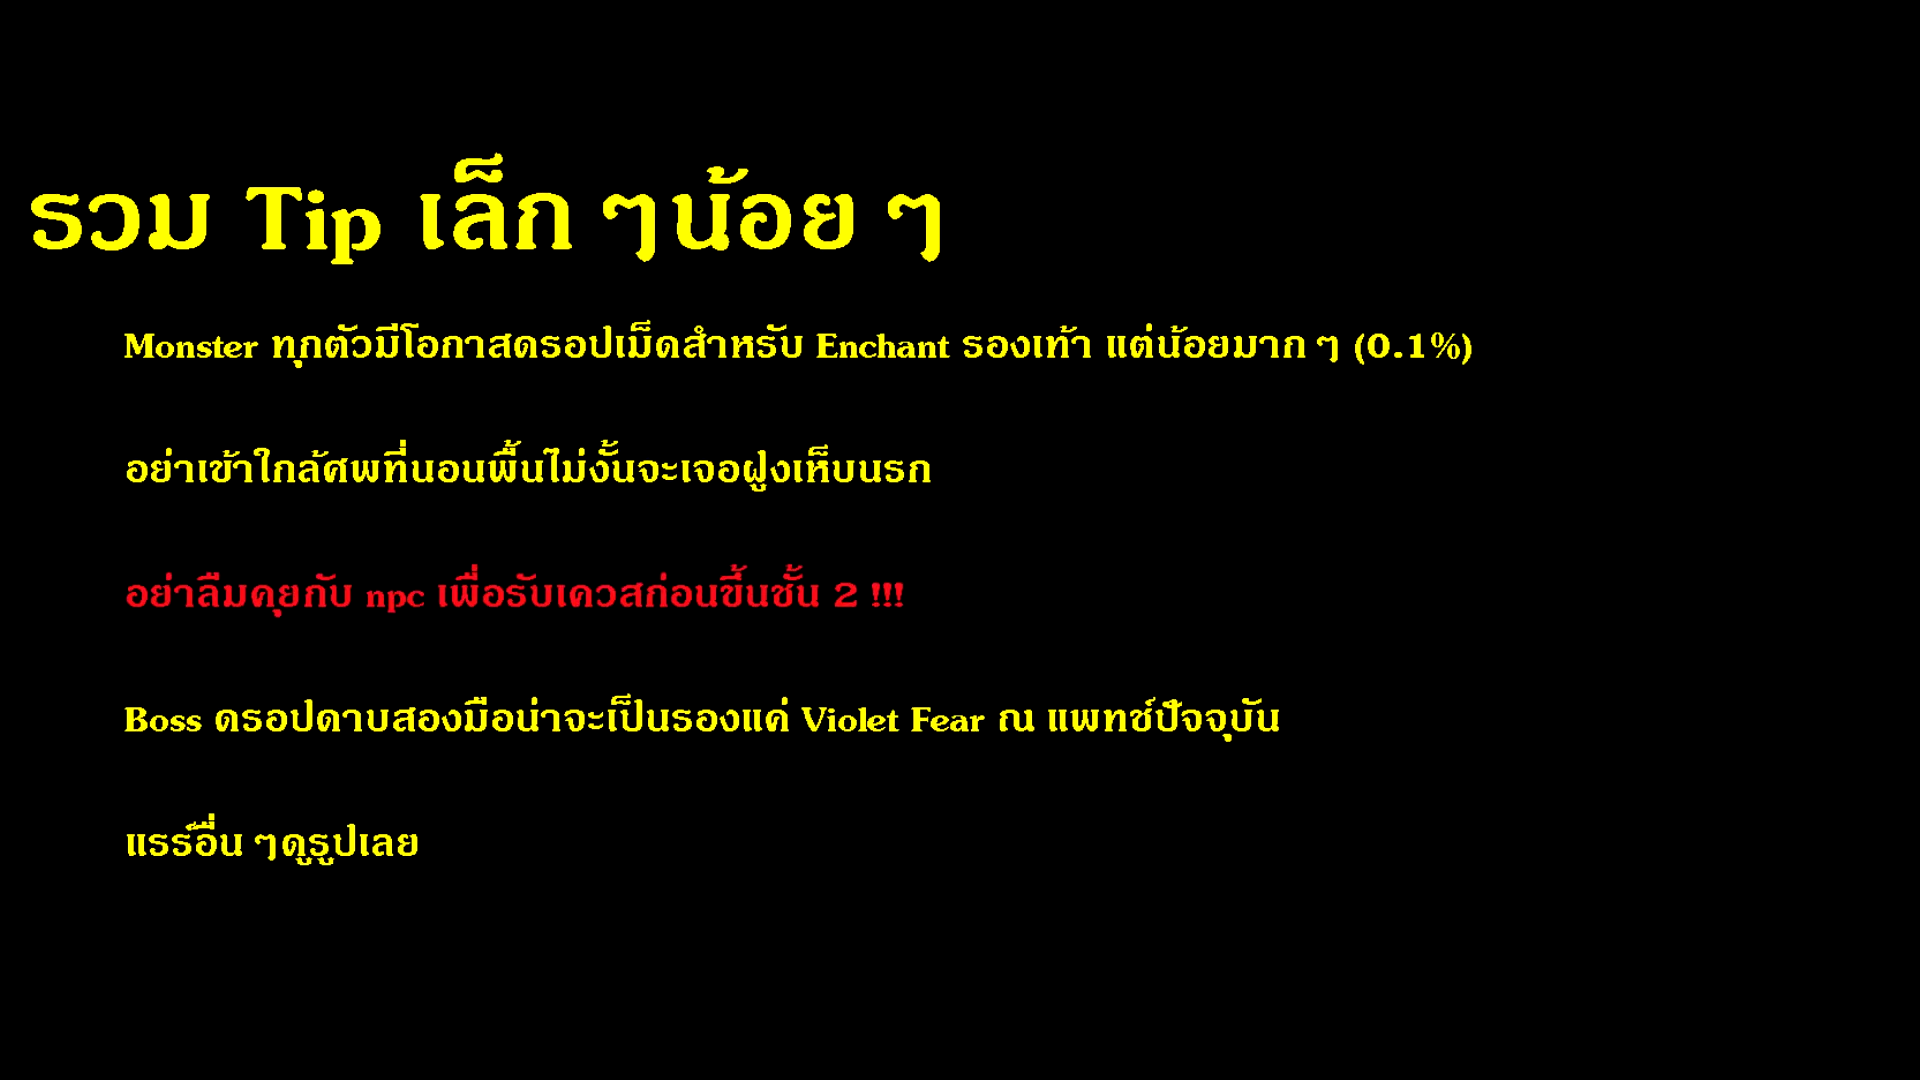 รวม Tip เล็ก ๆน้อย ๆ
Monster ทุกตัวมีโอกาสดรอปเม็ดสำหรับ Enchant รองเท้า แต่น้อยมาก ๆ (0.1%)
อย่าเข้าใกล้ศพที่นอนพื้นไม่งั้นจะเจอฝูงเห็บนรก
อย่าลืมคุยกับ npc เพื่อรับเควสก่อนขึ้นชั้น 2 !!!
Boss ดรอปดาบสองมือน่าจะเป็นรองแค่ Violet Fear ณ แพทช์ปัจจุบัน
แรร์อื่น ๆดูรูปเลย